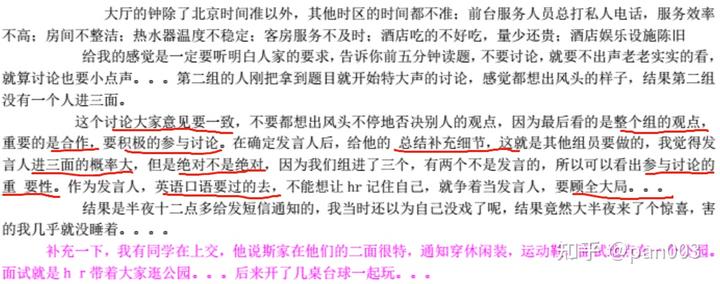 大厅的钟除了北京时间准以外，其他时区的时间都不准；前台服务人员总打私人电话，服务效率
不高；房间不整洁；热水器温度不稳定；客房服务不及时；酒店吃的不好吃，量少还贵；酒店娱乐设施陈旧
给我的感觉是一定要听明白人家的要求，告诉你前五分钟读题，不要讨论，就要不出声老老实实的看，
就算讨论也要小点声。。。第二组的人刚把拿到题目就开始特大声的讨论，感觉都想出风头的样子，结果第二组
没有一个人进三面。
这个讨论大家意见要一致，不要都想出风头不停地否决别人的观点，因为最后看的是整个组的观点，
重要的是合作，要积极的参与讨论。在确定发言人后，给他的 总结补充细节，这就是其他组员要做的，我觉得发
言人进三面的概率大，但是绝对不是绝对，因为我们组进了三个，有两个不是发言的，所以可以看出参与讨论的
重 要性。作为发言人，英语口语要过的去，不能想让hr记住自己，就争着当发言人，要顾全大局。。。
结果是半夜十二点多给发短信通知的，我当时还以为自己没戏了呢，结果竟然大半夜来了个惊喜，害
的我几乎就没睡着。。。。
补充一下，我有同学在上交，他说斯家在他们的二面很特，通知穿休闲装，运动鞋，面试 园。
面试就是ｈｒ带着大家逛公园。。。后来开了几桌台球一起玩。。。
知乎 @pan003